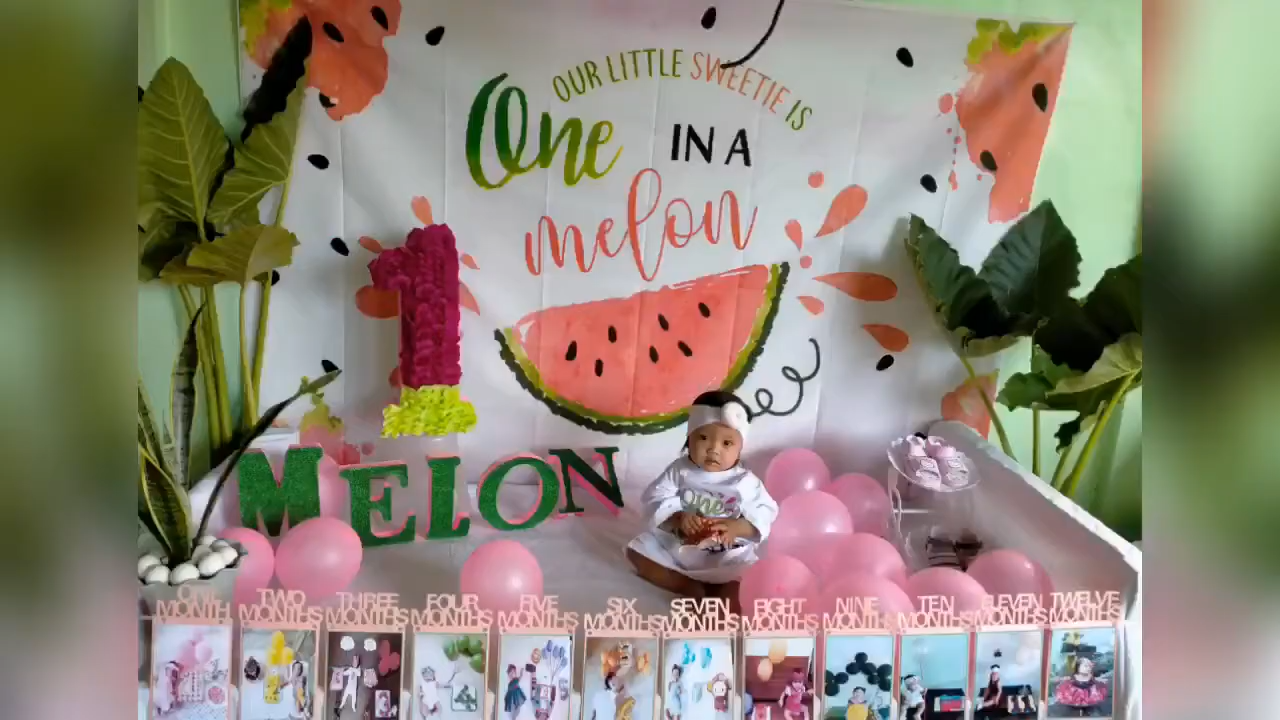 OUR LITTLE SWEETIE IS
One IN A
melon
1
MELON
One
ONE MONTH
TWO MONTHS
THREE MONTHS
FOUR MONTHS
FIVE MONTHS
SIX MONTHS
SEVEN MONTHS
EIGHT MONTHS
NINE MONTHS
TEN MONTHS
ELEVEN MONTHS
TWELVE MONTHS